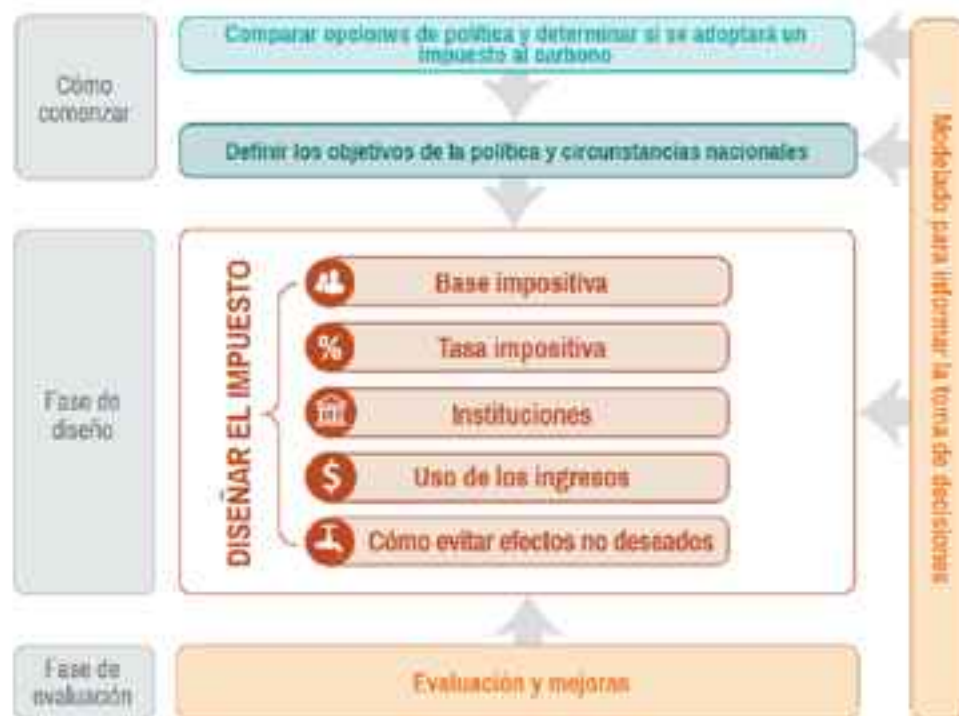 Cómo
comenzar
Comparar opciones de política y determinar si se adoptará un
impuesto al carbono
Definir los objetivos de la política y circunstancias nacionales
Fase de
diseño
DISEÑAR EL IMPUESTO
Base impositiva
%
Tasa impositiva
Instituciones
$
Uso de los ingresos
Cómo evitar efectos no deseados
Fase de
evaluación
Evaluación y mejoras
Modelado para informar la toma de decisiones